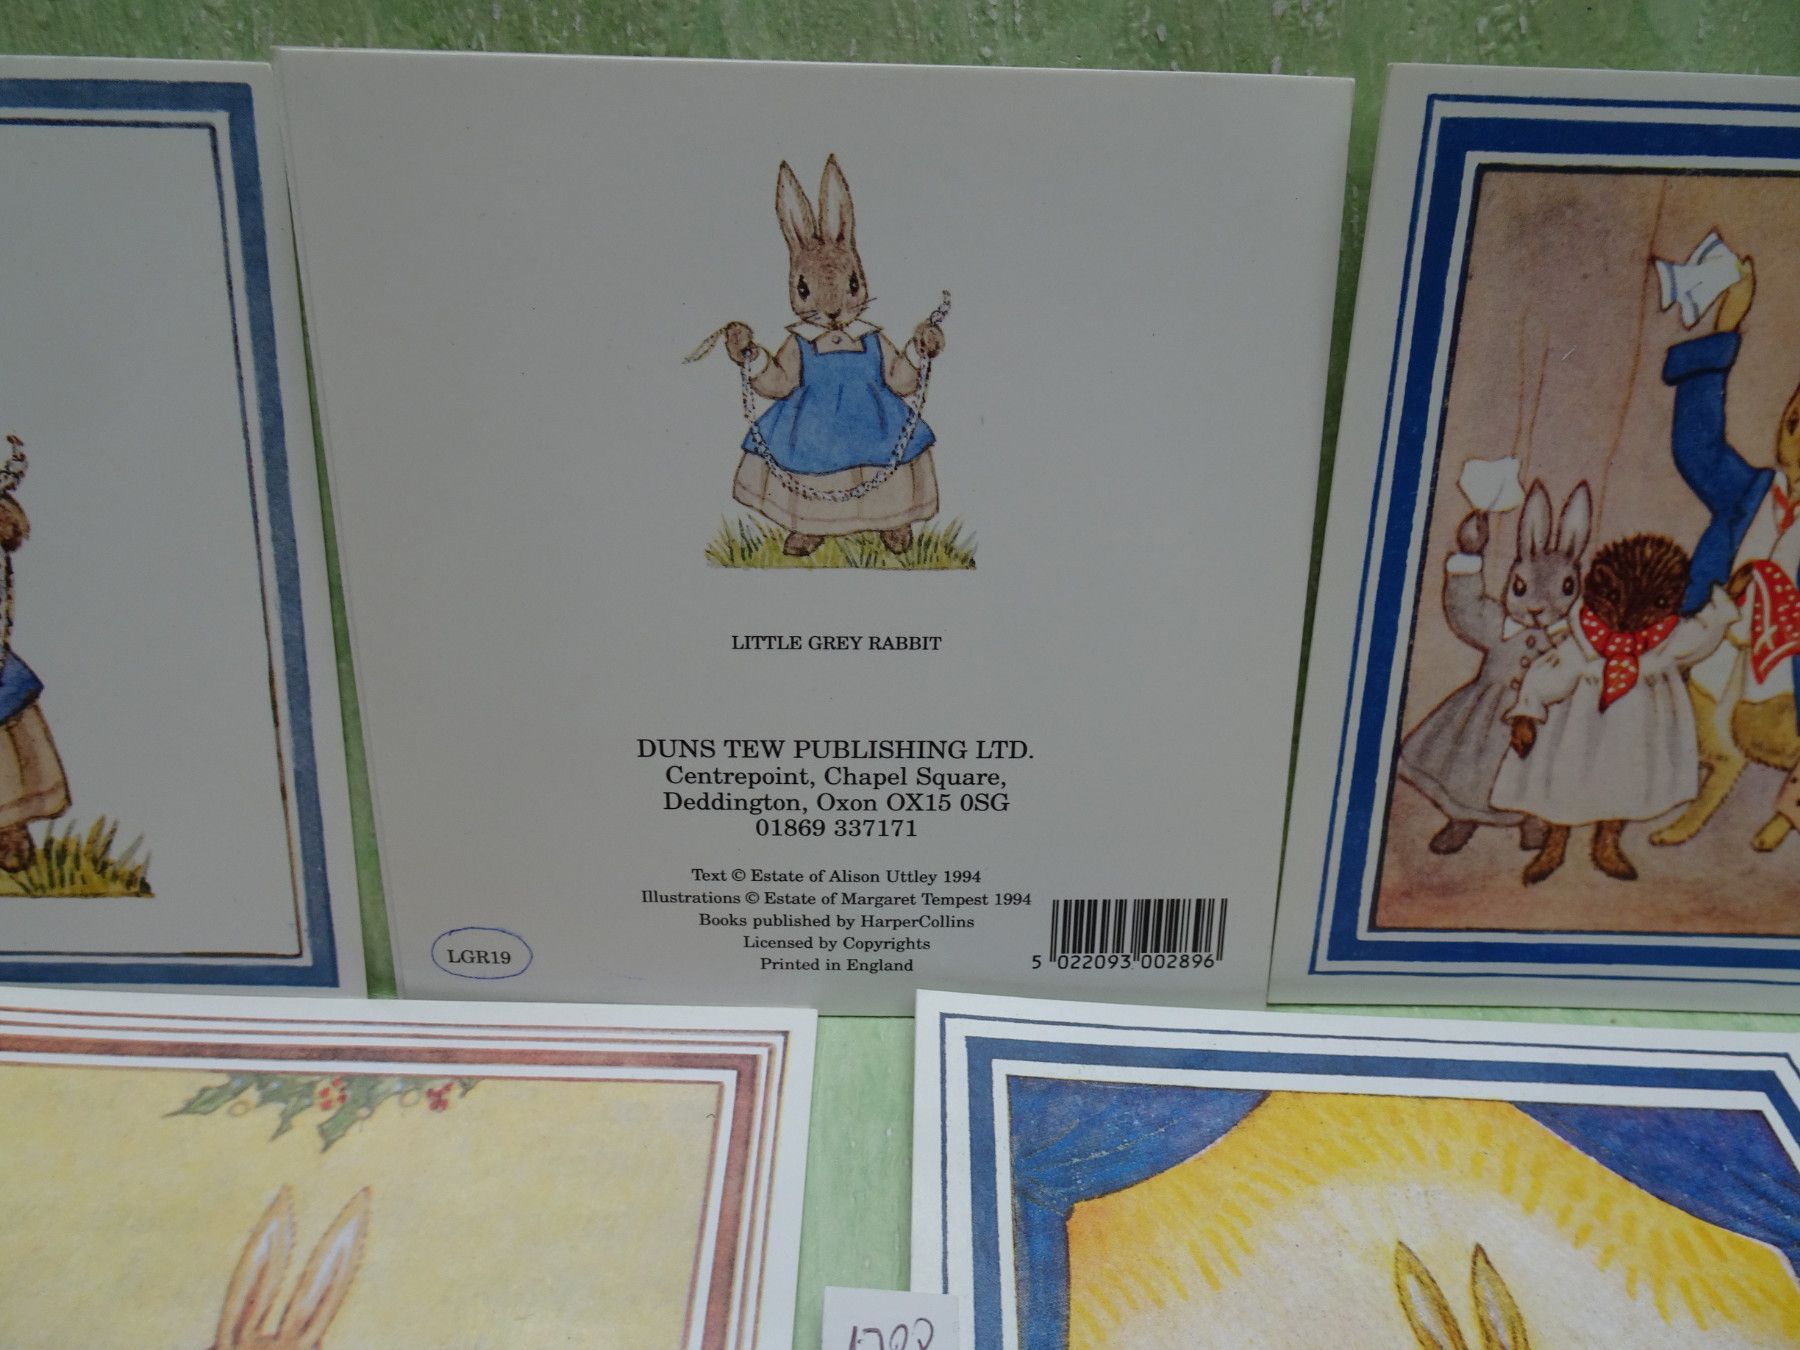 LITTLE GREY RABBIT
DUNS TEW PUBLISHING LTD.
Centrepoint, Chapel Square,
Deddington, Oxon OX15 0SG
01869 337171
Text © Estate of Alison Uttley 1994
Illustrations © Estate of Margaret Tempest 1994
Books published by HarperCollins
Licensed by Copyrights
Printed in England
LGR19
5 022093 002896